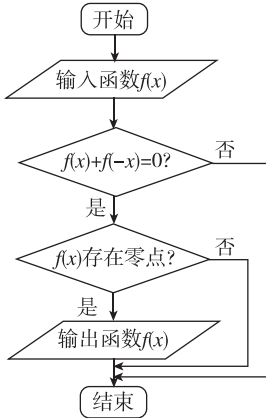 开始
输入函数f(x)
f(x)+f(-x)=0?
否
是
f(x)存在零点?
否
是
输出函数f(x)
结束